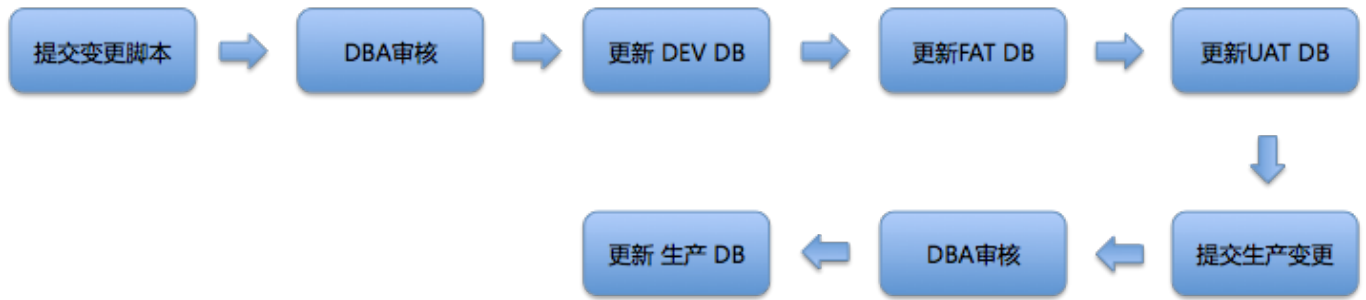 提交变更脚本
DBA审核
更新 DEV DB
更新FAT DB
更新UAT DB
提交生产变更
DBA审核
更新 生产 DB